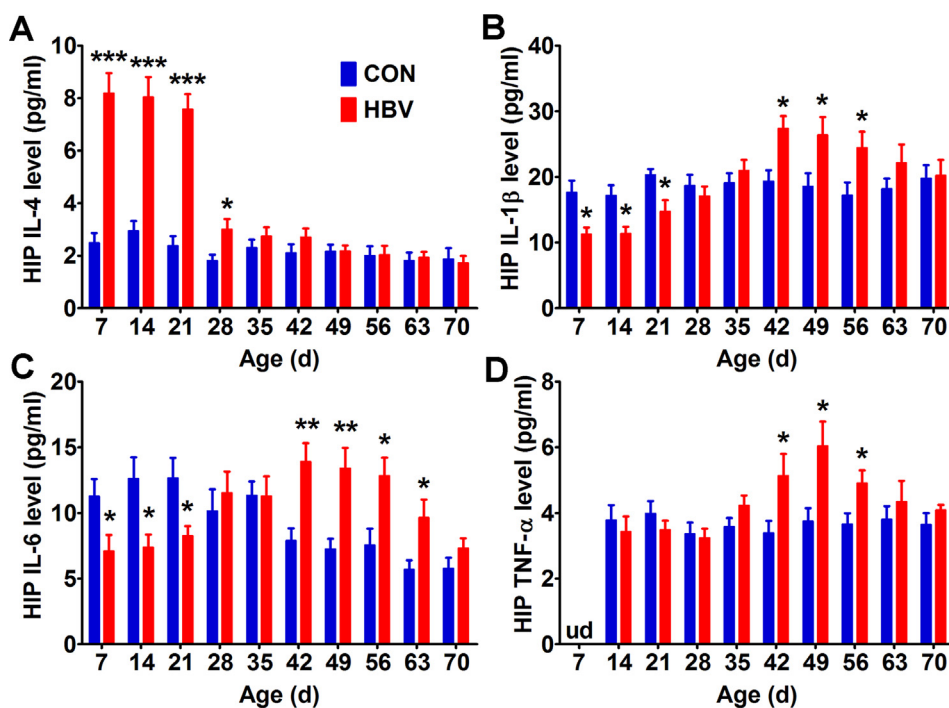 A
HIP IL-4 level (pg/ml)
10
8
6
4
2
0
*** *** *** *
CON
HBV
7 14 21 28 35 42 49 56 63 70
Age (d)
B
HIP IL-1β level (pg/ml)
40
30
20
10
0
* * * * * *
7 14 21 28 35 42 49 56 63 70
Age (d)
C
HIP IL-6 level (pg/ml)
20
15
10
5
0
* * * ** ** * *
7 14 21 28 35 42 49 56 63 70
Age (d)
D
HIP TNF-α level (pg/ml)
8
6
4
2
0
* * *
ud
7 14 21 28 35 42 49 56 63 70
Age (d)